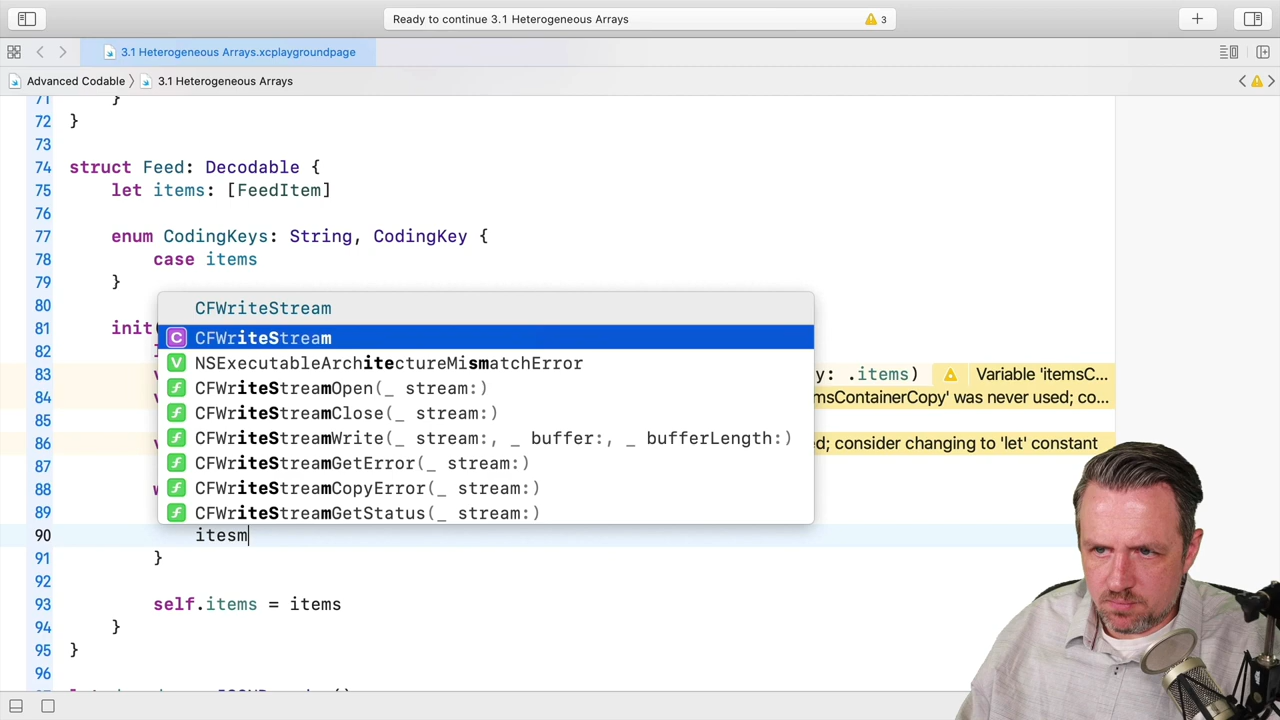 Ready to continue 3.1 Heterogeneous Arrays
3
3.1 Heterogeneous Arrays.xcplaygroundpage
Advanced Codable
3.1 Heterogeneous Arrays
71 }
72 }
73
74 struct Feed: Decodable {
75 let items: [FeedItem]
76
77 enum CodingKeys: String, CodingKey {
78 case items
79 }
80
81 init
82
83 y: .items) Variable 'itemsC...
84 msContainerCopy' was never used; co...
85
86 ed; consider changing to 'let' constant
87
88 w
89
90 itesm
91 }
92
93 self.items = items
94 }
95 }
96
CFWriteStream
C CFWriteStream
V NSExecutableArchitectureMismatchError
f CFWriteStreamOpen(_ stream:)
f CFWriteStreamClose(_ stream:)
f CFWriteStreamWrite(_ stream:, _ buffer:, _ bufferLength:)
f CFWriteStreamGetError(_ stream:)
f CFWriteStreamCopyError(_ stream:)
f CFWriteStreamGetStatus(_ stream:)